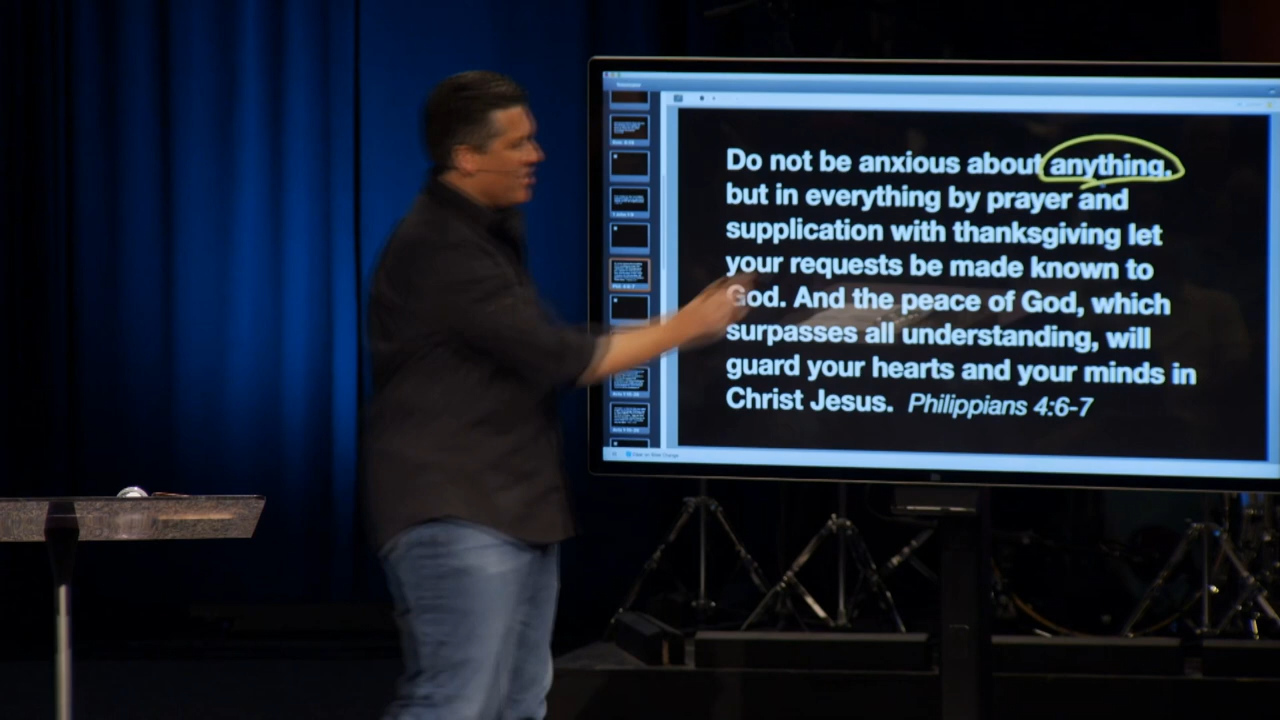 Do not be anxious about anything,
but in everything by prayer and
supplication with thanksgiving let
your requests be made known to
God. And the peace of God, which
surpasses all understanding, will
guard your hearts and your minds in
Christ Jesus. Philippians 4:6-7